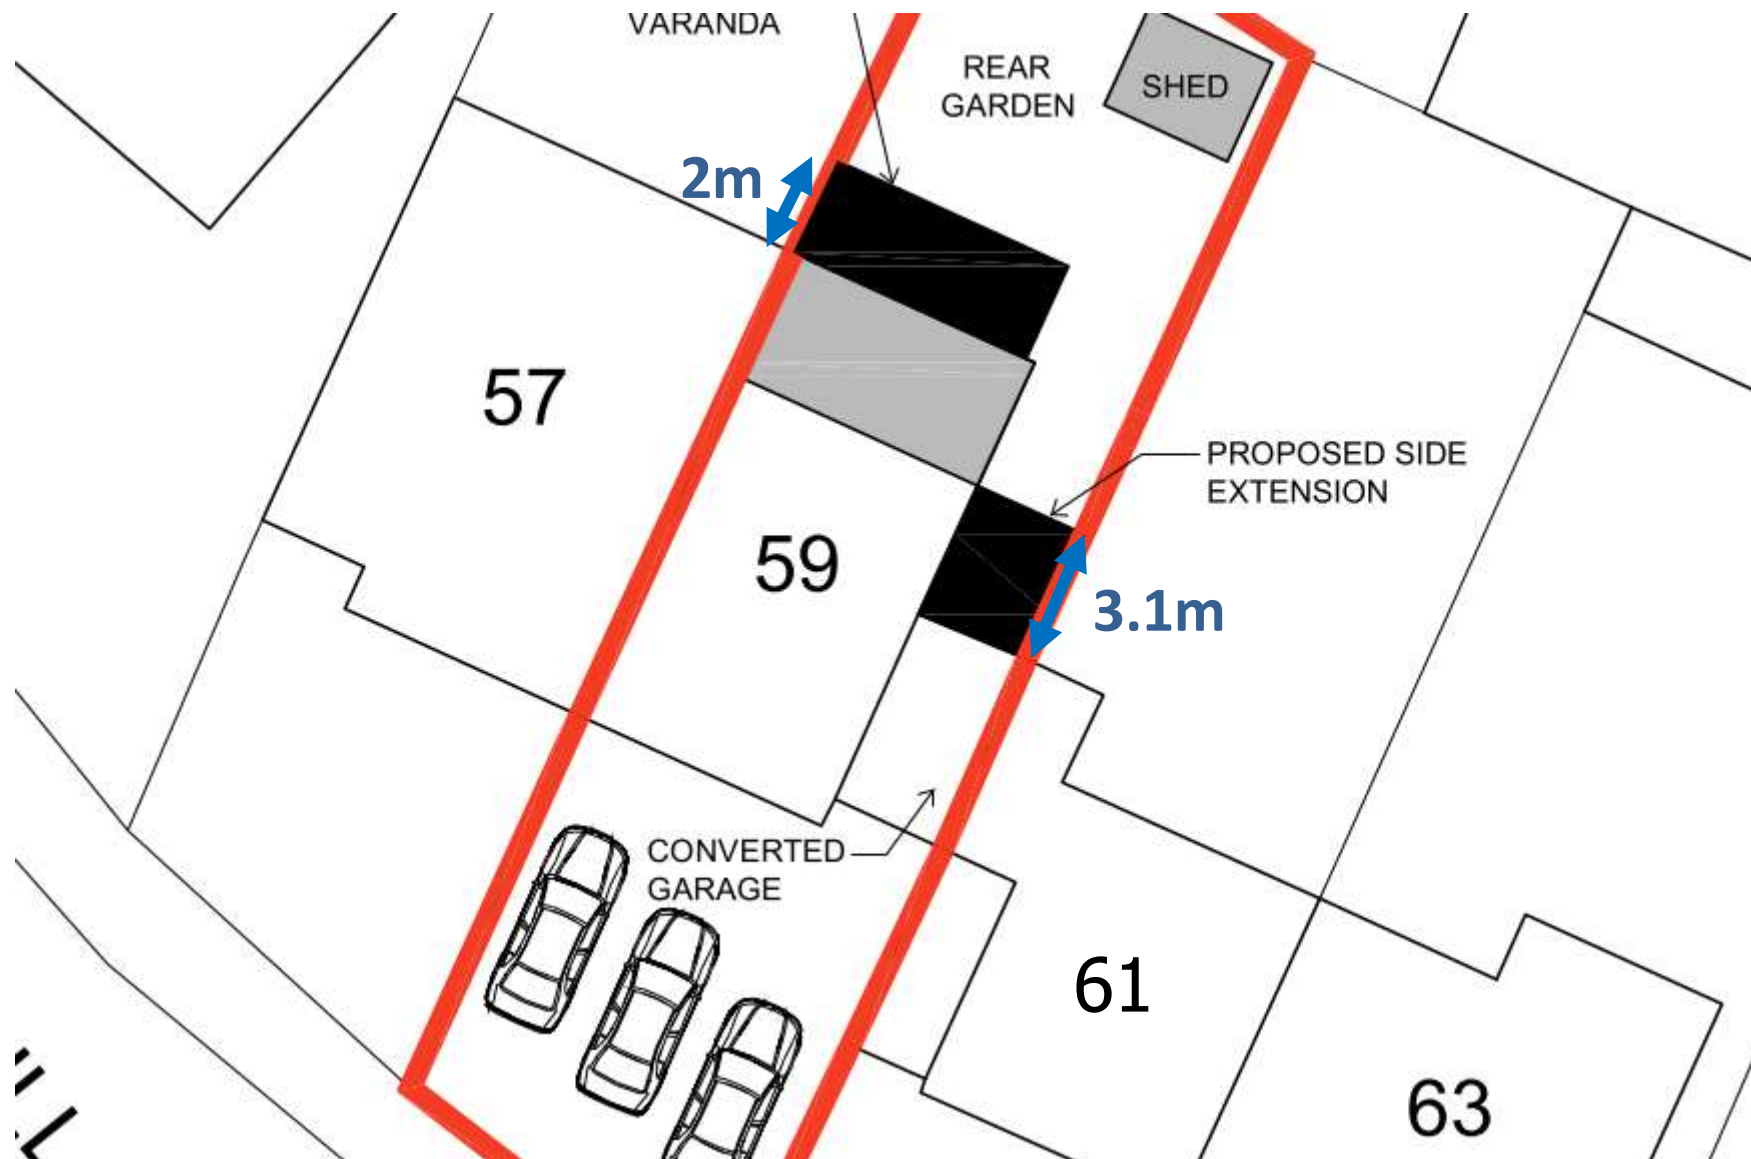 VARANDA
REAR
GARDEN
SHED
2m
57
PROPOSED SIDE
EXTENSION
59
3.1m
CONVERTED
GARAGE
61
63